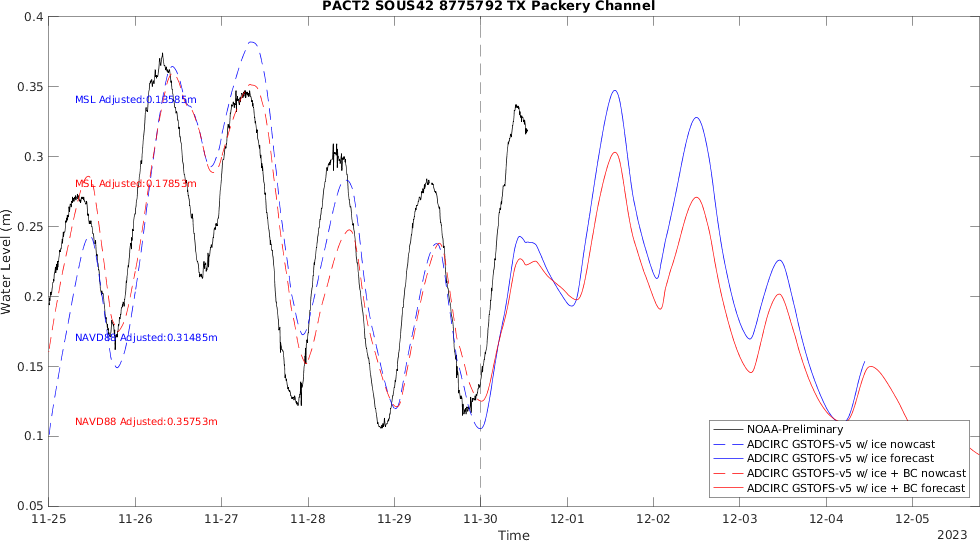 PACT2 SOUS42 8775792 TX Packery Channel
0.4
0.35
0.3
0.25
0.2
0.15
0.1
0.05
Water Level (m)
MSL Adjusted:0.13585m
MSL Adjusted:0.17853m
NAVD88 Adjusted:0.31485m
NAVD88 Adjusted:0.35753m
NOAA-Preliminary
ADCIRC GSTOFS-v5 w/ ice nowcast
ADCIRC GSTOFS-v5 w/ ice forecast
ADCIRC GSTOFS-v5 w/ ice + BC nowcast
ADCIRC GSTOFS-v5 w/ ice + BC forecast
11-25 11-26 11-27 11-28 11-29 11-30 12-01 12-02 12-03 12-04 12-05
Time
2023